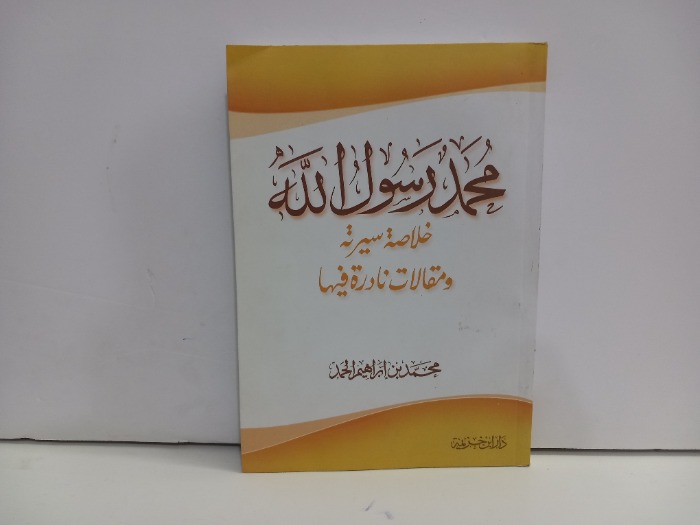 محمد رسول الله
خلاصة سيرته
ومقالات نادرة فيها
محمد بن إبراهيم الحمد
دار ابن خزيمة